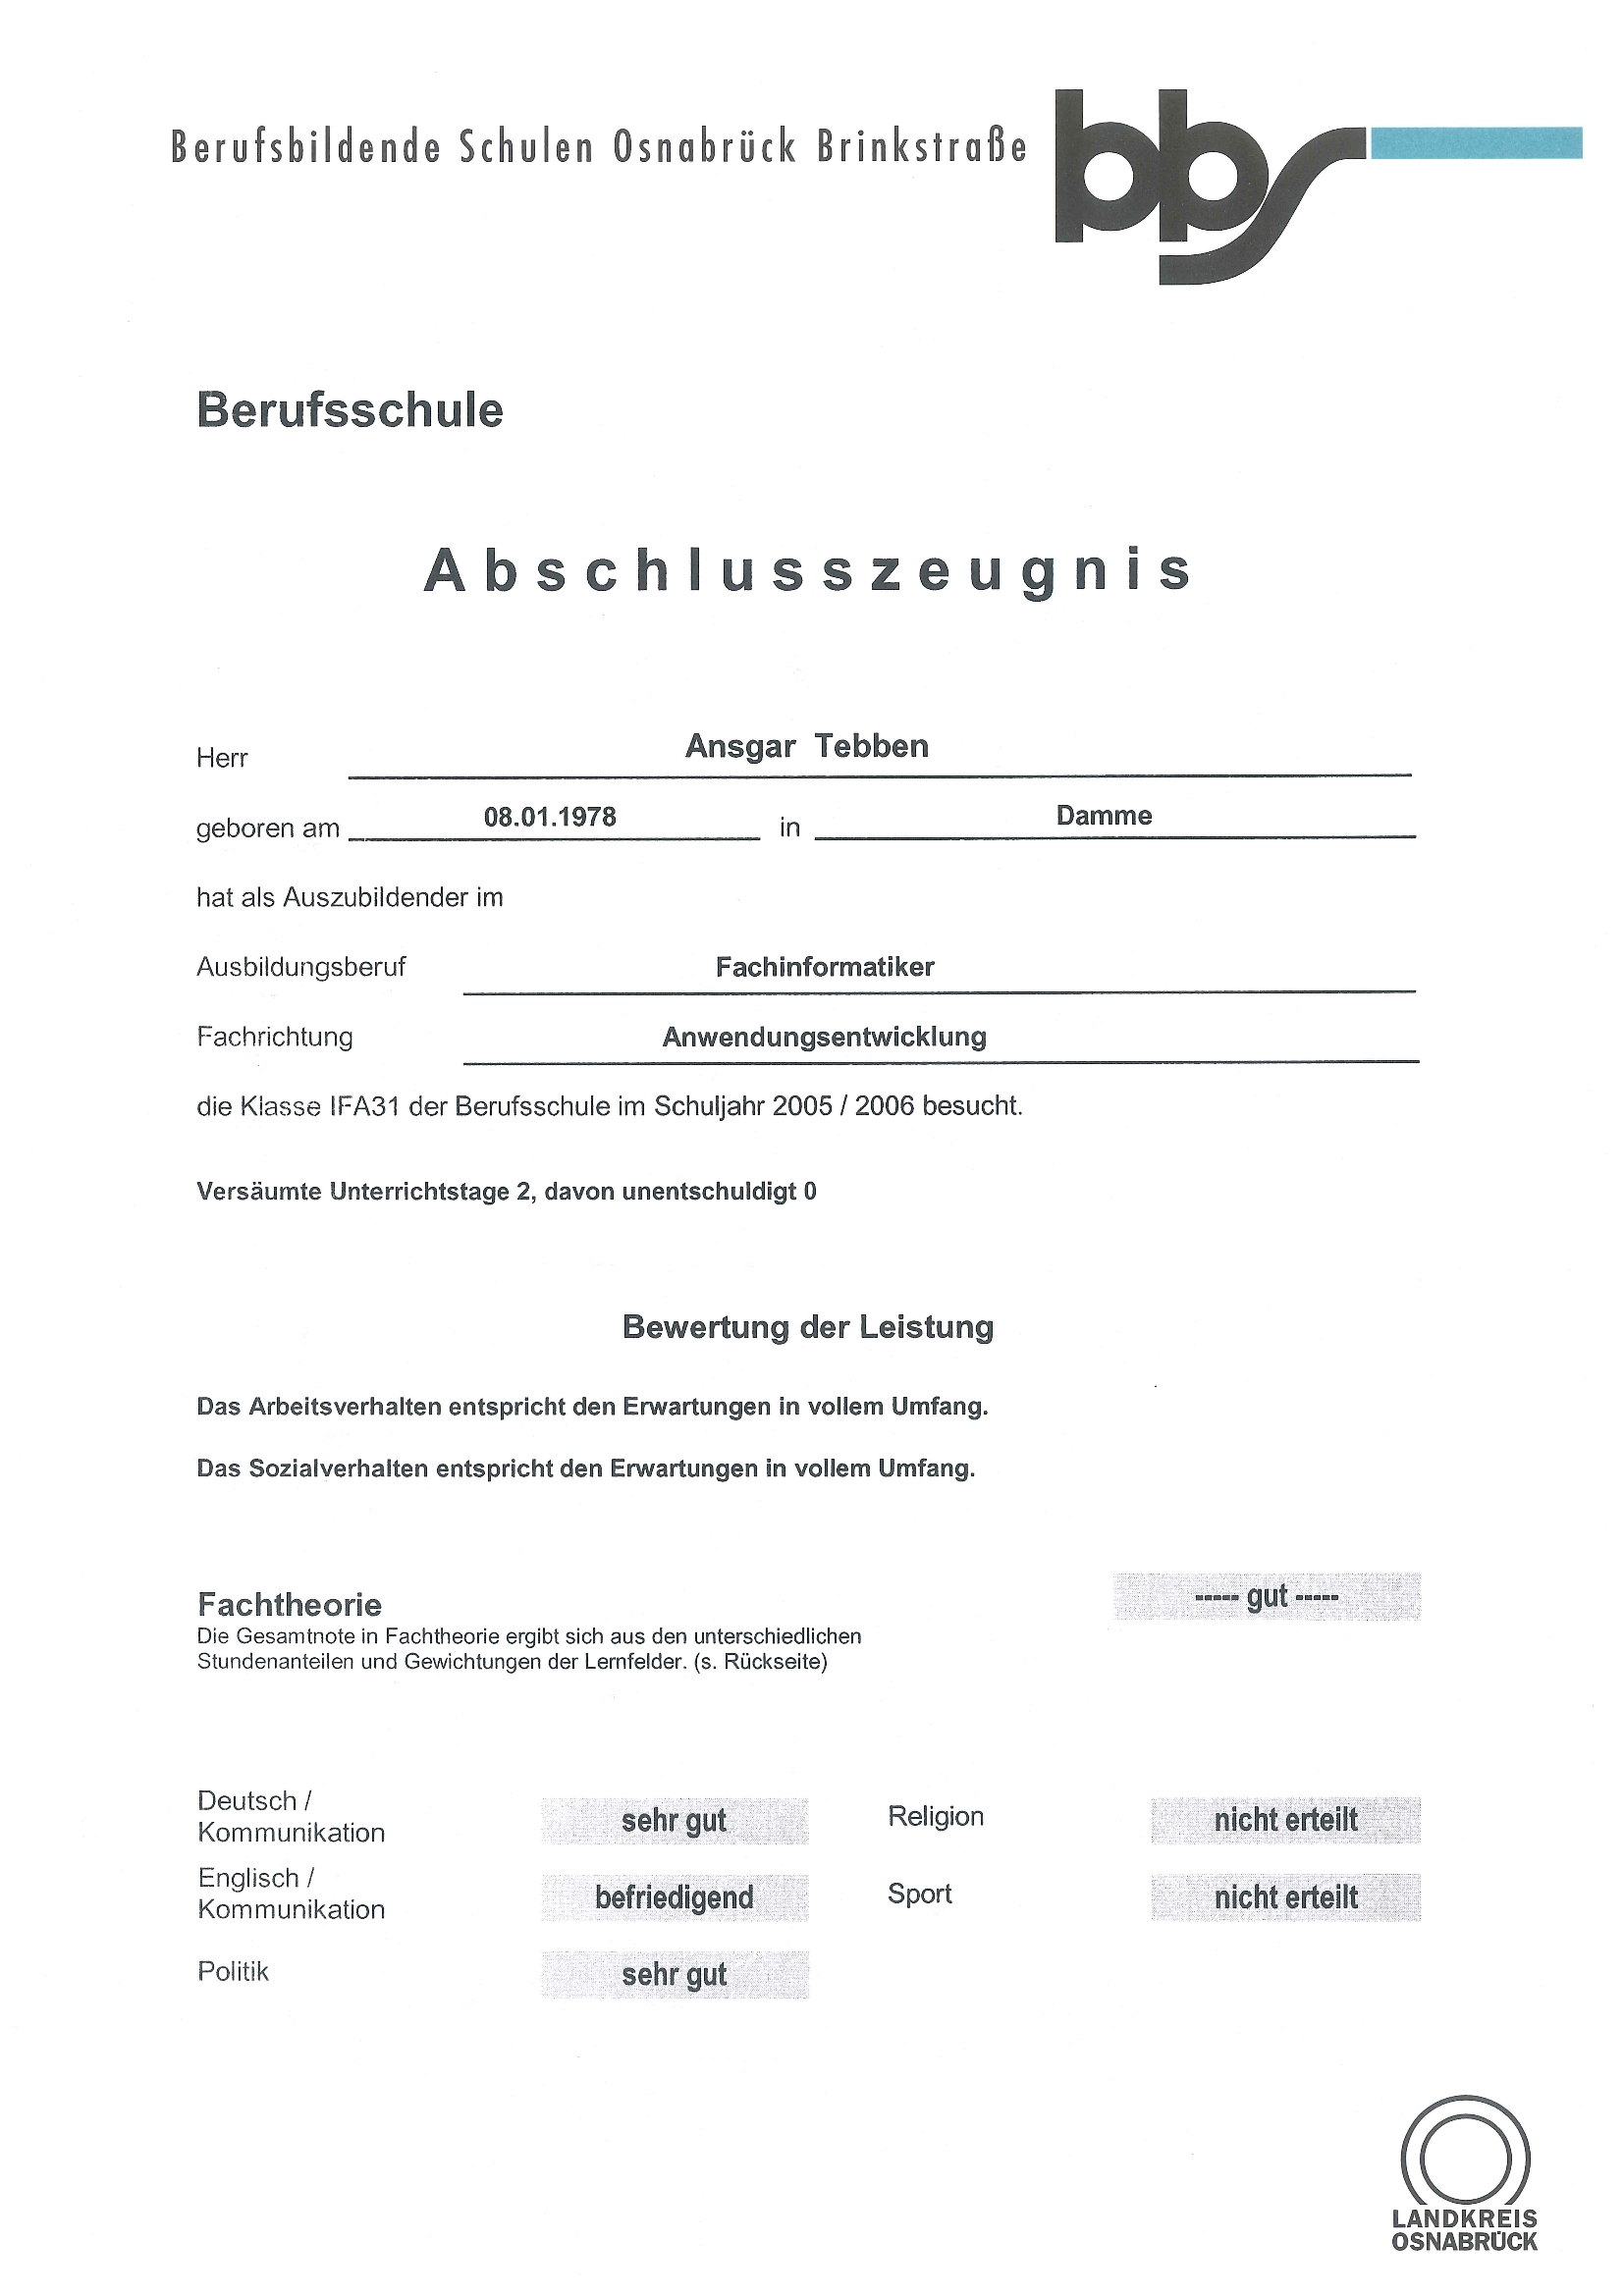 Berufsbildende Schulen Osnabrück Brinkstraße
bbs
Berufsschule
Abschlusszeugnis
Herr Ansgar Tebben
geboren am 08.01.1978 in Damme
hat als Auszubildender im
Ausbildungsberuf Fachinformatiker
Fachrichtung Anwendungsentwicklung
die Klasse IFA31 der Berufsschule im Schuljahr 2005 / 2006 besucht.
Versäumte Unterrichtstage 2, davon unentschuldigt 0
Bewertung der Leistung
Das Arbeitsverhalten entspricht den Erwartungen in vollem Umfang.
Das Sozialverhalten entspricht den Erwartungen in vollem Umfang.
Fachtheorie ----- gut -----
Die Gesamtnote in Fachtheorie ergibt sich aus den unterschiedlichen
Stundenanteilen und Gewichtungen der Lernfelder. (s. Rückseite)
Deutsch /
Kommunikation sehr gut Religion nicht erteilt
Englisch /
Kommunikation befriedigend Sport nicht erteilt
Politik sehr gut
LANDKREIS
OSNABRÜCK